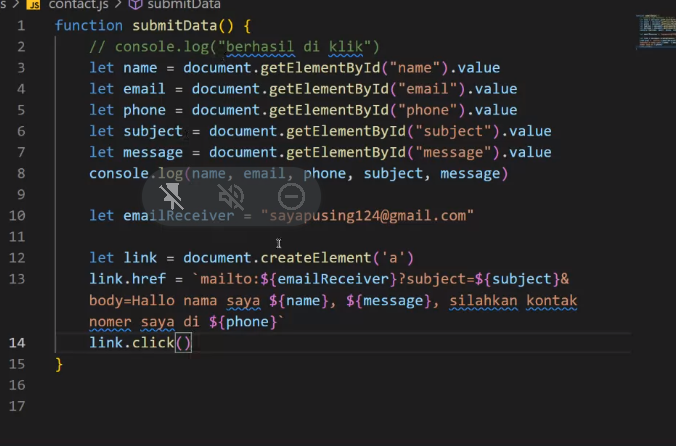 s > JS contact.js > submitData
1 function submitData() {
2 // console.log("berhasil di klik")
3 let name = document.getElementById("name").value
4 let email = document.getElementById("email").value
5 let phone = document.getElementById("phone").value
6 let subject = document.getElementById("subject").value
7 let message = document.getElementById("message").value
8 console.log(name, email, phone, subject, message)
9
10 let emailReceiver = "sayapusing124@gmail.com"
11
12 let link = document.createElement('a')
13 link.href = `mailto:${emailReceiver}?subject=${subject}&
body=Hallo nama saya ${name}, ${message}, silahkan kontak
nomer saya di ${phone}`
14 link.click()
15 }
16
17